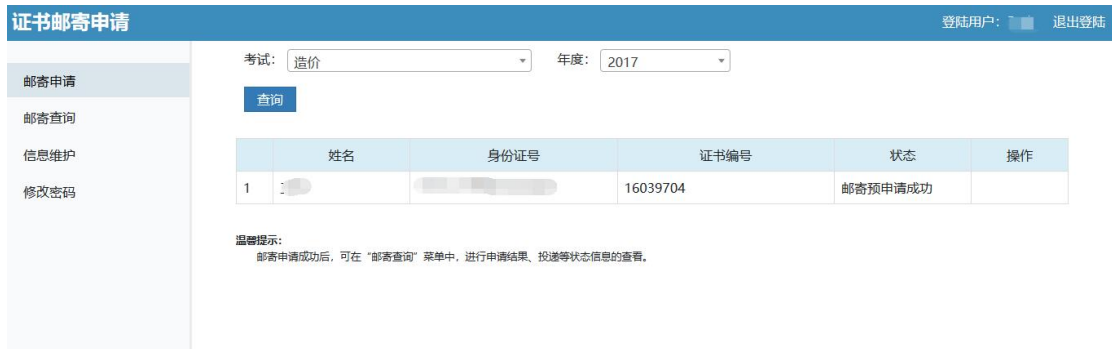 证书邮寄申请 登陆用户： 退出登陆
邮寄申请
邮寄查询
信息维护
修改密码
考试： 造价 年度： 2017
查询
姓名 身份证号 证书编号 状态 操作
1 16039704 邮寄预申请成功
温馨提示：
邮寄申请成功后，可在“邮寄查询”菜单中，进行申请结果、投递等状态信息的查看。